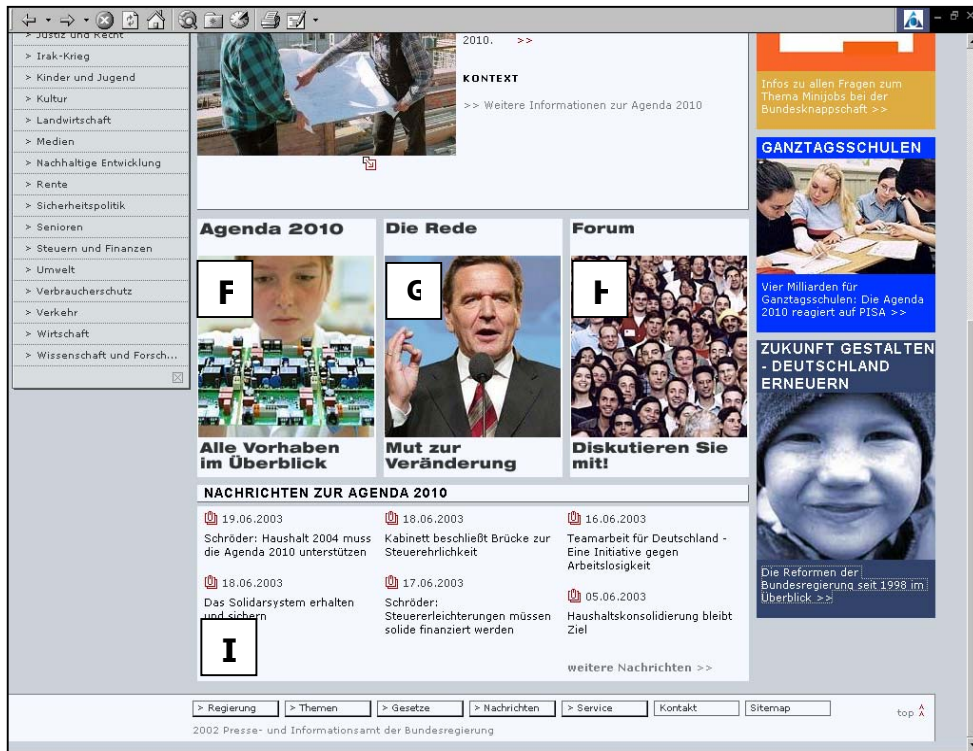 > Justiz und Recht
> Irak-Krieg
> Kinder und Jugend
> Kultur
> Landwirtschaft
> Medien
> Nachhaltige Entwicklung
> Rente
> Sicherheitspolitik
> Senioren
> Steuern und Finanzen
> Umwelt
> Verbraucherschutz
> Verkehr
> Wirtschaft
> Wissenschaft und Forsch...
2010. >>
KONTEXT
>> Weitere Informationen zur Agenda 2010
Agenda 2010
F
Alle Vorhaben
im Überblick
Die Rede
G
Mut zur
Veränderung
Forum
H
Diskutieren Sie
mit!
NACHRICHTEN ZUR AGENDA 2010
19.06.2003
Schröder: Haushalt 2004 muss
die Agenda 2010 unterstützen
18.06.2003
Das Solidarsystem erhalten
und sichern
I
18.06.2003
Kabinett beschließt Brücke zur
Steuerehrlichkeit
17.06.2003
Schröder:
Steuererleichterungen müssen
solide finanziert werden
16.06.2003
Teamarbeit für Deutschland -
Eine Initiative gegen
Arbeitslosigkeit
05.06.2003
Haushaltskonsolidierung bleibt
Ziel
weitere Nachrichten >>
Infos zu allen Fragen zum
Thema Minijobs bei der
Bundesknappschaft >>
GANZTAGSSCHULEN
Vier Milliarden für
Ganztagsschulen: Die Agenda
2010 reagiert auf PISA >>
ZUKUNFT GESTALTEN
- DEUTSCHLAND
ERNEUERN
Die Reformen der
Bundesregierung seit 1998 im
Überblick >>
> Regierung > Themen > Gesetze > Nachrichten > Service Kontakt Sitemap top
2002 Presse- und Informationsamt der Bundesregierung